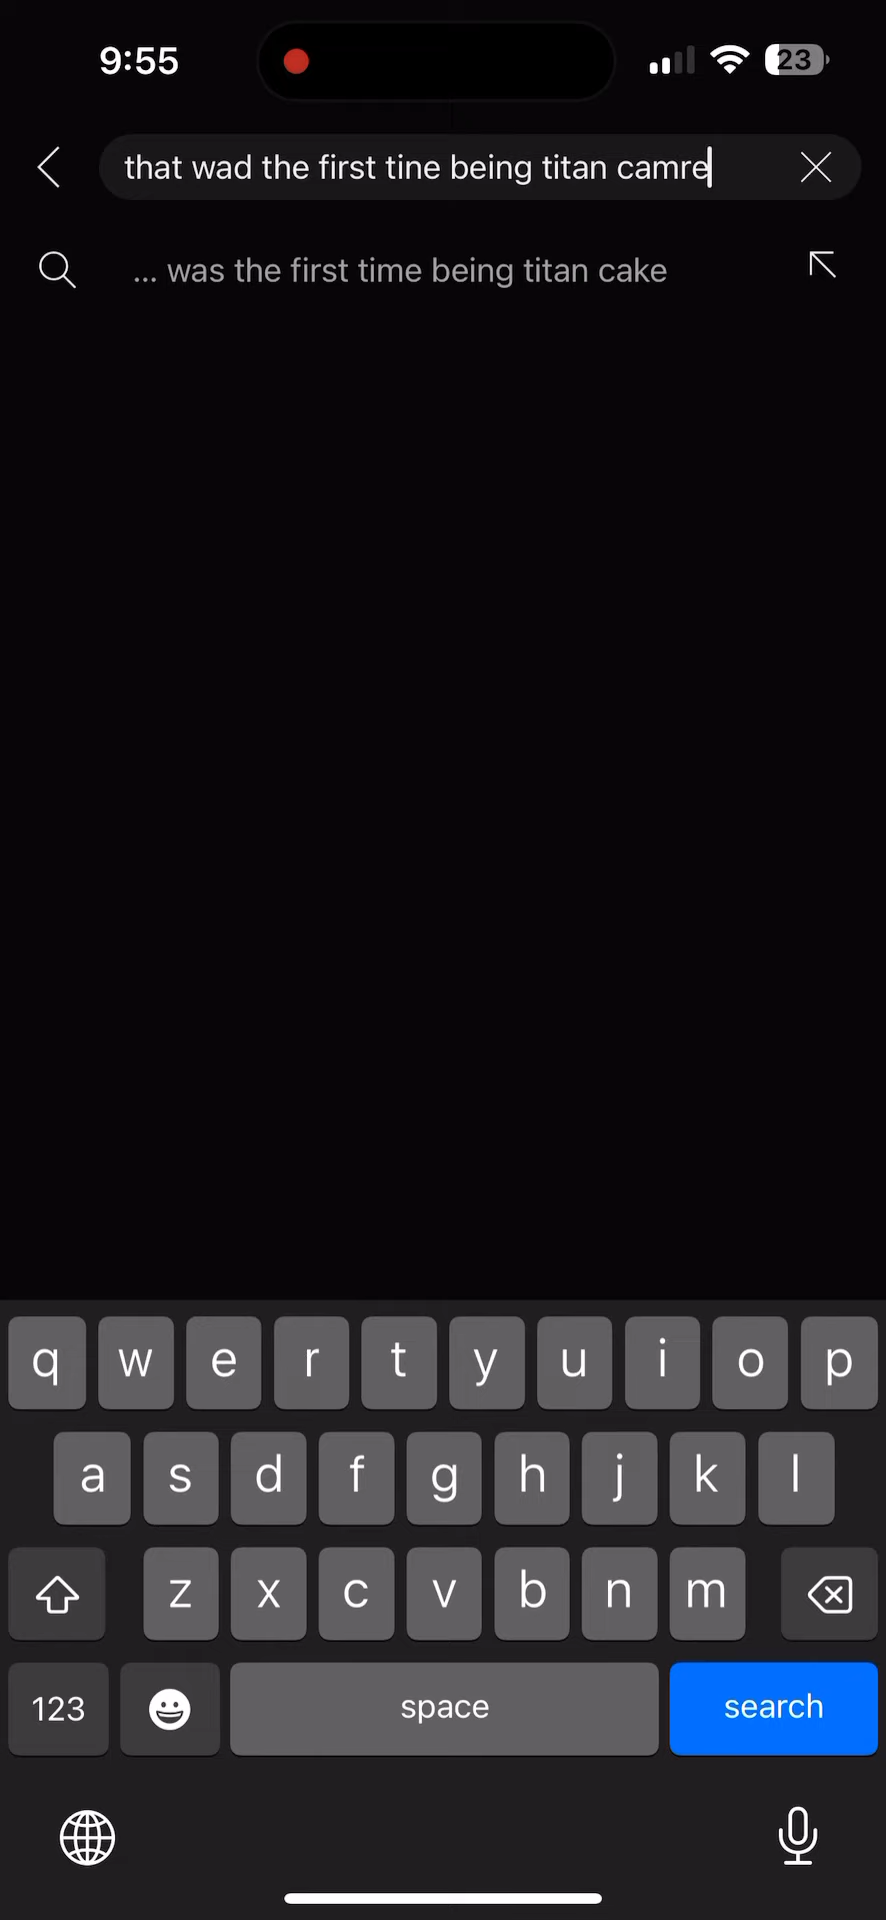 9:55
23
that wad the first tine being titan camre
... was the first time being titan cake
q w e r t y u i o p
a s d f g h j k l
z x c v b n m
123 space search